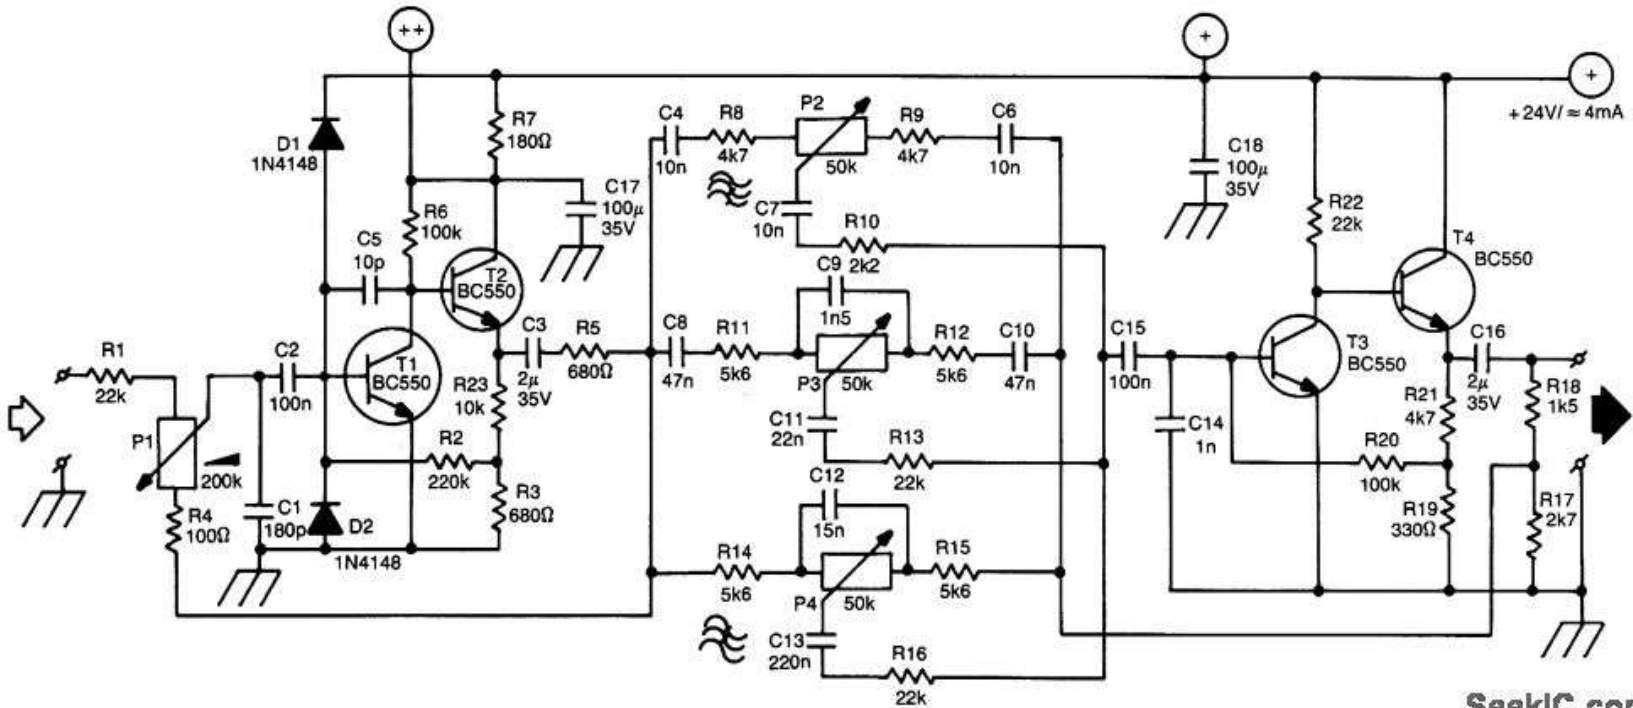 ++
+
+
+24V/≈4mA
D1
1N4148
R7
180Ω
C17
100μ
35V
R6
100k
C5
10p
T2
BC550
T1
BC550
R1
22k
C2
100n
P1
200k
R4
100Ω
C1
180p
D2
1N4148
R2
220k
R23
10k
R3
680Ω
C3
2μ
35V
R5
680Ω
C4
10n
R8
4k7
P2
50k
R9
4k7
C6
10n
C7
10n
R10
2k2
C8
47n
R11
5k6
C9
1n5
P3
50k
R12
5k6
C10
47n
C11
22n
R13
22k
C12
15n
R14
5k6
P4
50k
R15
5k6
C13
220n
R16
22k
C18
100μ
35V
R22
22k
T4
BC550
C15
100n
T3
BC550
C14
1n
C16
2μ
35V
R21
4k7
R18
1k5
R20
100k
R19
330Ω
R17
2k7
SeekIC.com